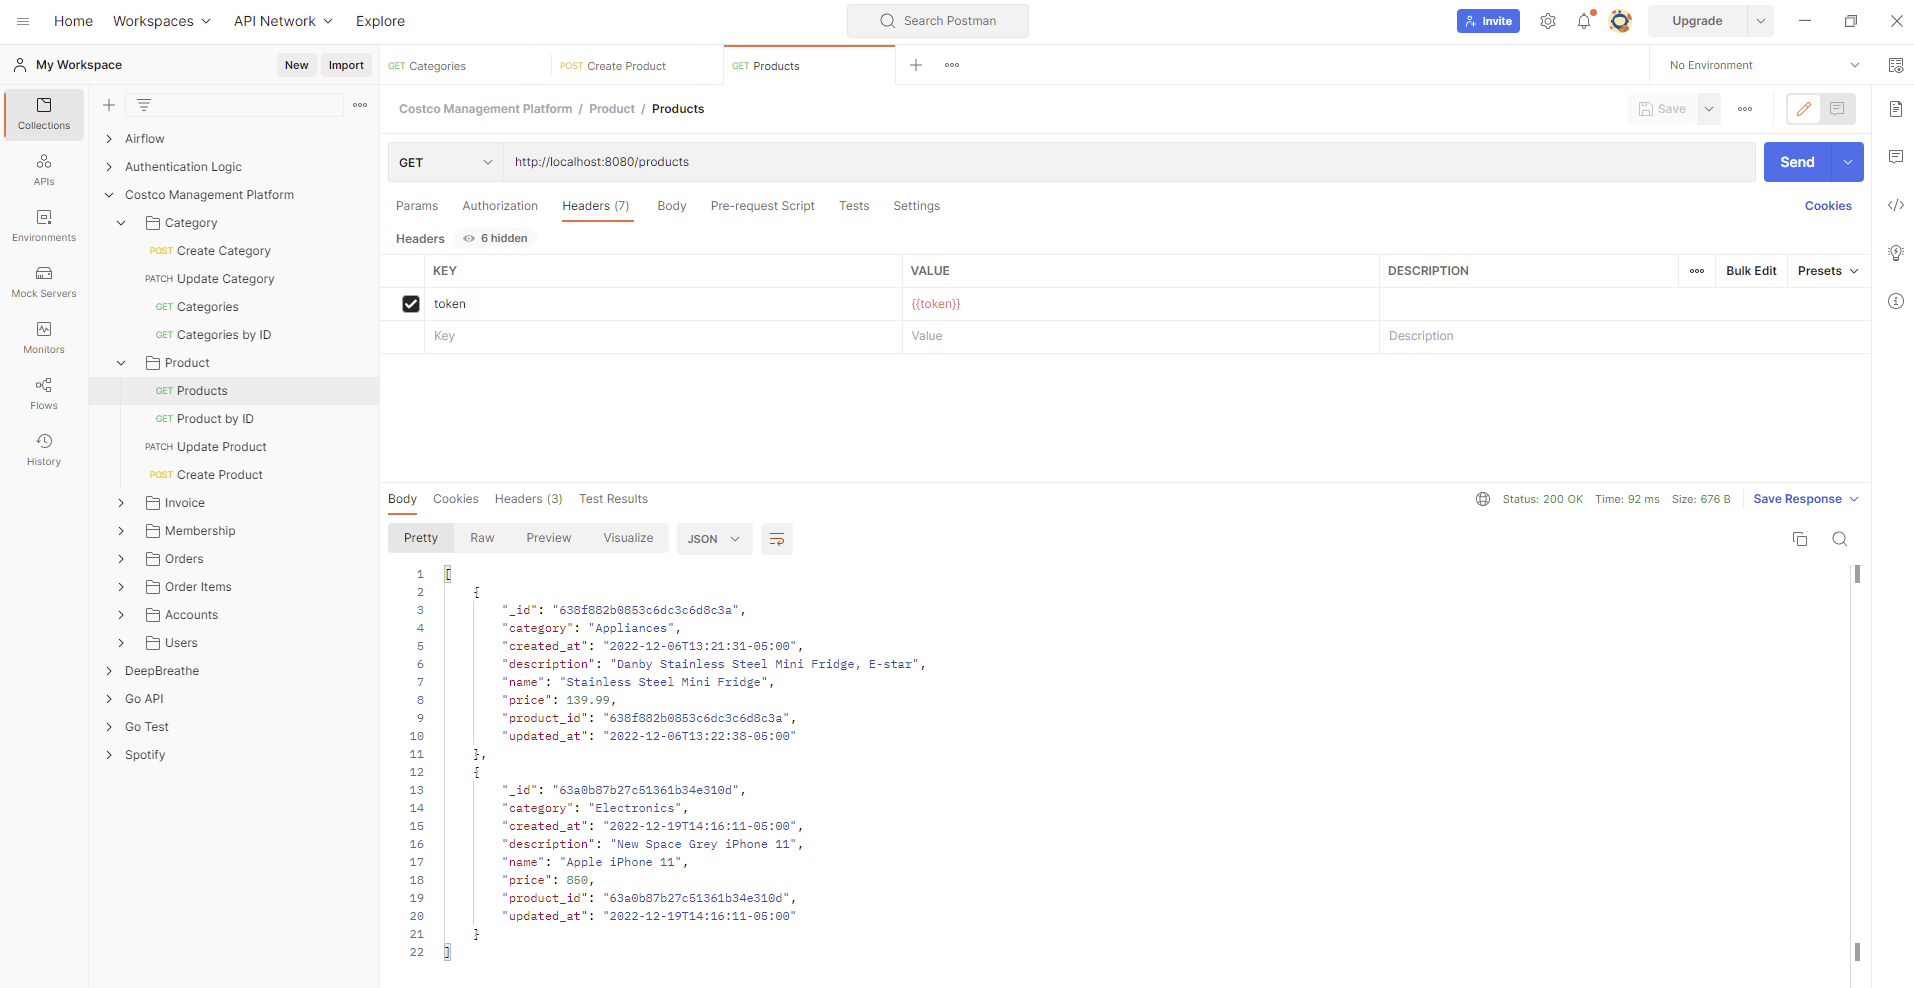 Home Workspaces API Network Explore
Search Postman
Invite Upgrade
My Workspace New Import
GET Categories POST Create Product GET Products
No Environment
Collections
APIs
Environments
Mock Servers
Monitors
Flows
History
Airflow
Authentication Logic
Costco Management Platform
Category
POST Create Category
PATCH Update Category
GET Categories
GET Categories by ID
Product
GET Products
GET Product by ID
PATCH Update Product
POST Create Product
Invoice
Membership
Orders
Order Items
Accounts
Users
DeepBreathe
Go API
Go Test
Spotify
Costco Management Platform / Product / Products
Save
GET http://localhost:8080/products Send
Params Authorization Headers (7) Body Pre-request Script Tests Settings Cookies
Headers 6 hidden
KEY VALUE DESCRIPTION Bulk Edit Presets
token {{token}}
Key Value Description
Body Cookies Headers (3) Test Results
Status: 200 OK Time: 92 ms Size: 676 B Save Response
Pretty Raw Preview Visualize JSON
1 [
2 {
3 "_id": "638f882b0853c6dc3c6d8c3a",
4 "category": "Appliances",
5 "created_at": "2022-12-06T13:21:31-05:00",
6 "description": "Danby Stainless Steel Mini Fridge, E-star",
7 "name": "Stainless Steel Mini Fridge",
8 "price": 139.99,
9 "product_id": "638f882b0853c6dc3c6d8c3a",
10 "updated_at": "2022-12-06T13:22:38-05:00"
11 },
12 {
13 "_id": "63a0b87b27c51361b34e310d",
14 "category": "Electronics",
15 "created_at": "2022-12-19T14:16:11-05:00",
16 "description": "New Space Grey iPhone 11",
17 "name": "Apple iPhone 11",
18 "price": 850,
19 "product_id": "63a0b87b27c51361b34e310d",
20 "updated_at": "2022-12-19T14:16:11-05:00"
21 }
22 ]